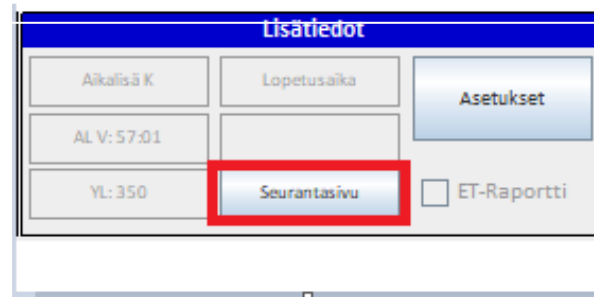 Lisätiedot
Aikalisä K
Lopetusaika
Asetukset
AL V: 57:01
YL: 350
Seurantasivu
ET-Raportti